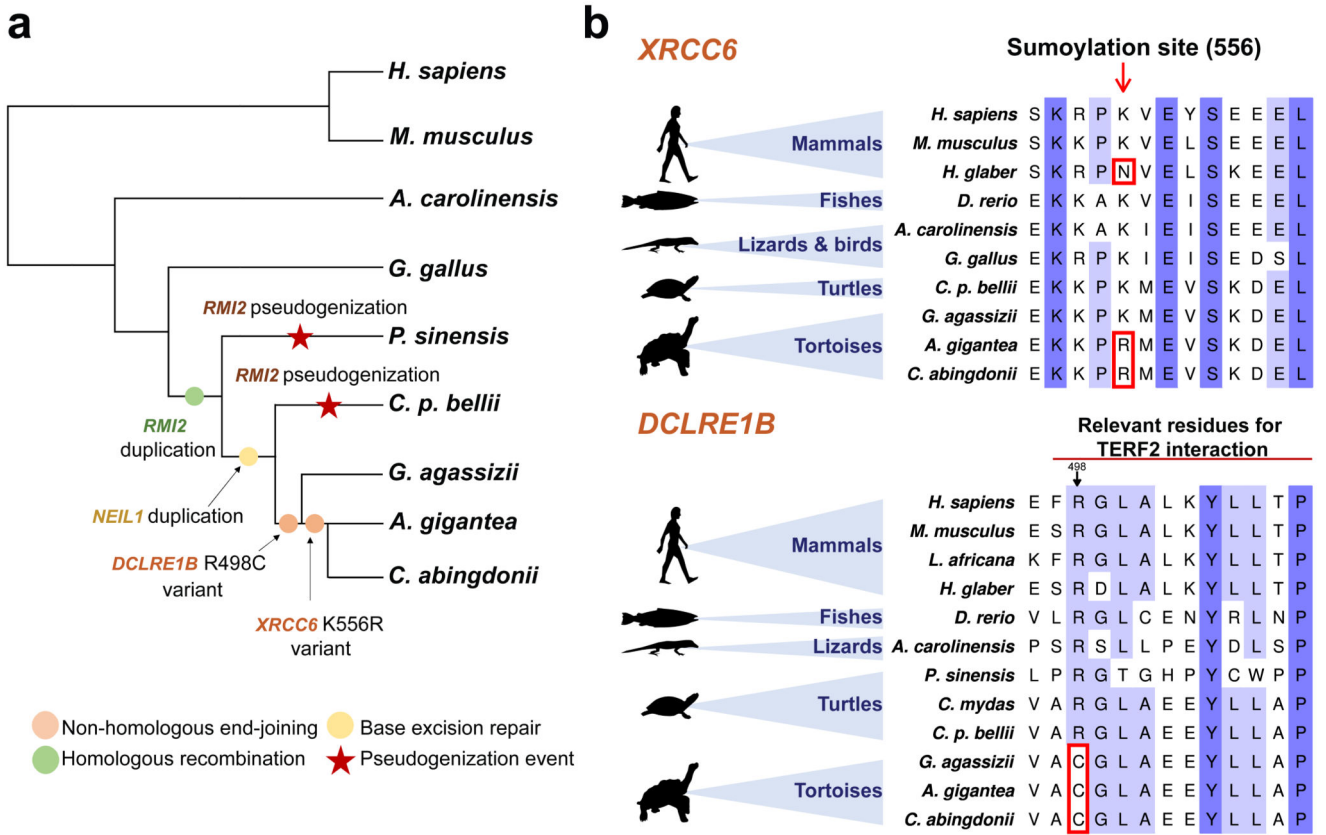 a
H. sapiens
M. musculus
A. carolinensis
G. gallus
RMI2 pseudogenization
P. sinensis
RMI2 pseudogenization
C. p. bellii
RMI2
duplication
G. agassizii
NEIL1 duplication
A. gigantea
DCLRE1B R498C
variant
C. abingdonii
XRCC6 K556R
variant
Non-homologous end-joining
Base excision repair
Homologous recombination
Pseudogenization event
b
XRCC6
Sumoylation site (556)
Mammals
Fishes
Lizards & birds
Turtles
Tortoises
H. sapiens S K R P K V E Y S E E E L
M. musculus S K K P K V E L S E E E L
H. glaber S K R P N V E L S K E E L
D. rerio E K K A K V E I S E E E L
A. carolinensis E K K A K I E I S E E E L
G. gallus E K R P K I E I S E D S L
C. p. bellii E K K P K M E V S K D E L
G. agassizii E K K P K M E V S K D E L
A. gigantea E K K P R M E V S K D E L
C. abingdonii E K K P R M E V S K D E L
DCLRE1B
Relevant residues for
TERF2 interaction
498
Mammals
Fishes
Lizards
Turtles
Tortoises
H. sapiens E F R G L A L K Y L L T P
M. musculus E S R G L A L K Y L L T P
L. africana K F R G L A L K Y L L T P
H. glaber E S R D L A L K Y L L T P
D. rerio V L R G L C E N Y R L N P
A. carolinensis P S R S L L P E Y D L S P
P. sinensis L P R G T G H P Y C W P P
C. mydas V A R G L A E E Y L L A P
C. p. bellii V A R G L A E E Y L L A P
G. agassizii V A C G L A E E Y L L A P
A. gigantea V A C G L A E E Y L L A P
C. abingdonii V A C G L A E E Y L L A P